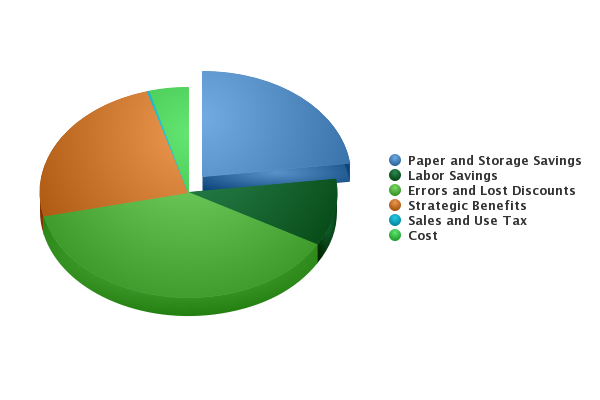 Paper and Storage Savings
Labor Savings
Errors and Lost Discounts
Strategic Benefits
Sales and Use Tax
Cost